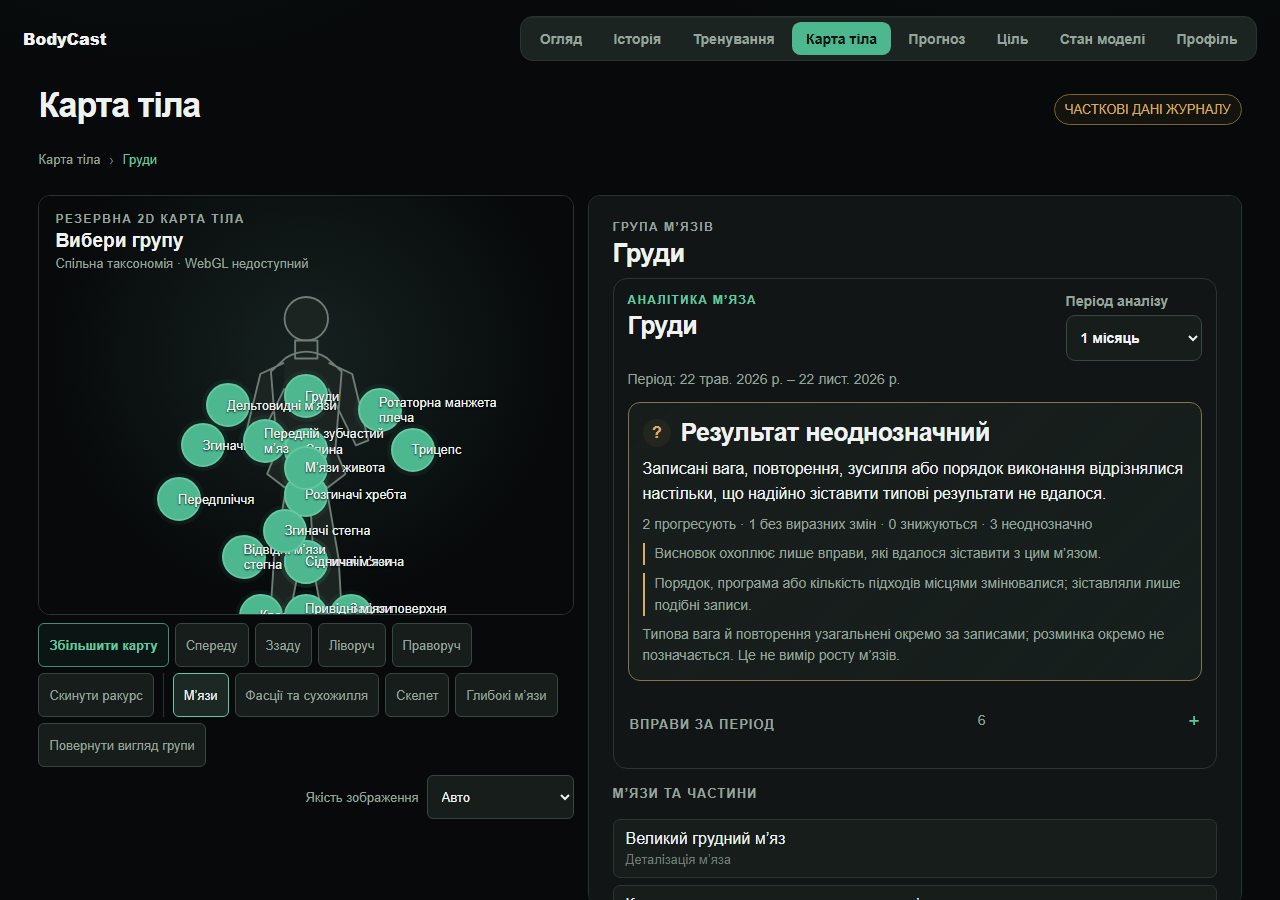 BodyCast
Огляд
Історія
Тренування
Карта тіла
Прогноз
Ціль
Стан моделі
Профіль
Карта тіла
ЧАСТКОВІ ДАНІ ЖУРНАЛУ
Карта тіла › Груди
РЕЗЕРВНА 2D КАРТА ТІЛА
Вибери групу
Спільна таксономія · WebGL недоступний
Груди
Дельтовидні м’язи
Ротаторна манжета
плеча
Передній зубчастий
м’яз
Трицепс
М’язи живота
Розгиначі хребта
Передпліччя
Згиначі стегна
Відвідні м’язи
стегна
Привідні м’язи
Збільшити карту
Спереду
Ззаду
Ліворуч
Праворуч
Скинути ракурс
М’язи
Фасції та сухожилля
Скелет
Глибокі м’язи
Повернути вигляд групи
Якість зображення
Авто
ГРУПА М’ЯЗІВ
Груди
АНАЛІТИКА М’ЯЗА
Груди
Період аналізу
1 місяць
Період: 22 трав. 2026 р. – 22 лист. 2026 р.
? Результат неоднозначний
Записані вага, повторення, зусилля або порядок виконання відрізнялися
настільки, що надійно зіставити типові результати не вдалося.
2 прогресують · 1 без виразних змін · 0 знижуються · 3 неоднозначно
Висновок охоплює лише вправи, які вдалося зіставити з цим м’язом.
Порядок, програма або кількість підходів місцями змінювалися; зіставляли лише
подібні записи.
Типова вага й повторення узагальнені окремо за записами; розминка окремо не
позначається. Це не вимір росту м’язів.
ВПРАВИ ЗА ПЕРІОД
6
+
М’ЯЗИ ТА ЧАСТИНИ
Великий грудний м’яз
Деталізація м’яза